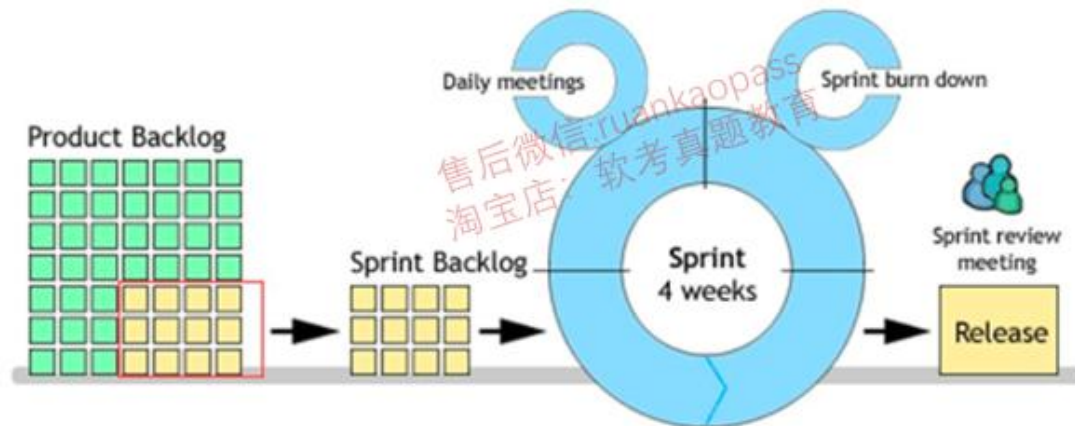 Daily meetings
Sprint burn down
售后微信:ruankaopass
淘宝店：软考真题教育
Product Backlog
Sprint Backlog
Sprint
4 weeks
Sprint review
meeting
Release